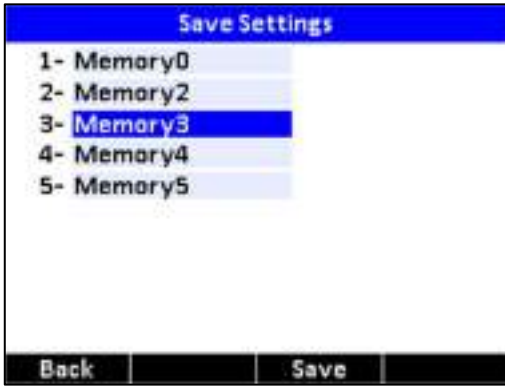 Save Settings
1- Memory0
2- Memory2
3- Memory3
4- Memory4
5- Memory5
Back Save